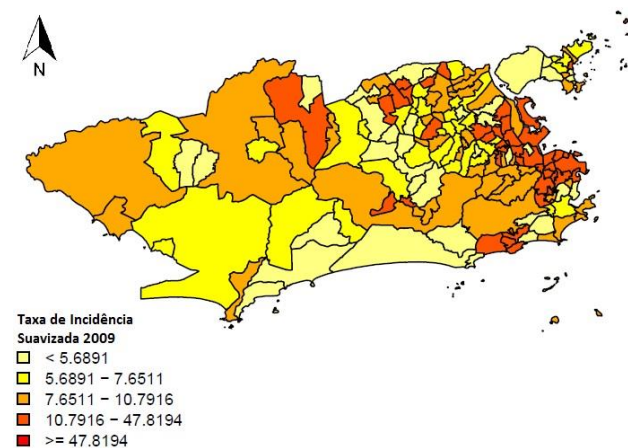 N
Taxa de Incidência
Suavizada 2009
< 5.6891
5.6891 – 7.6511
7.6511 – 10.7916
10.7916 – 47.8194
>= 47.8194